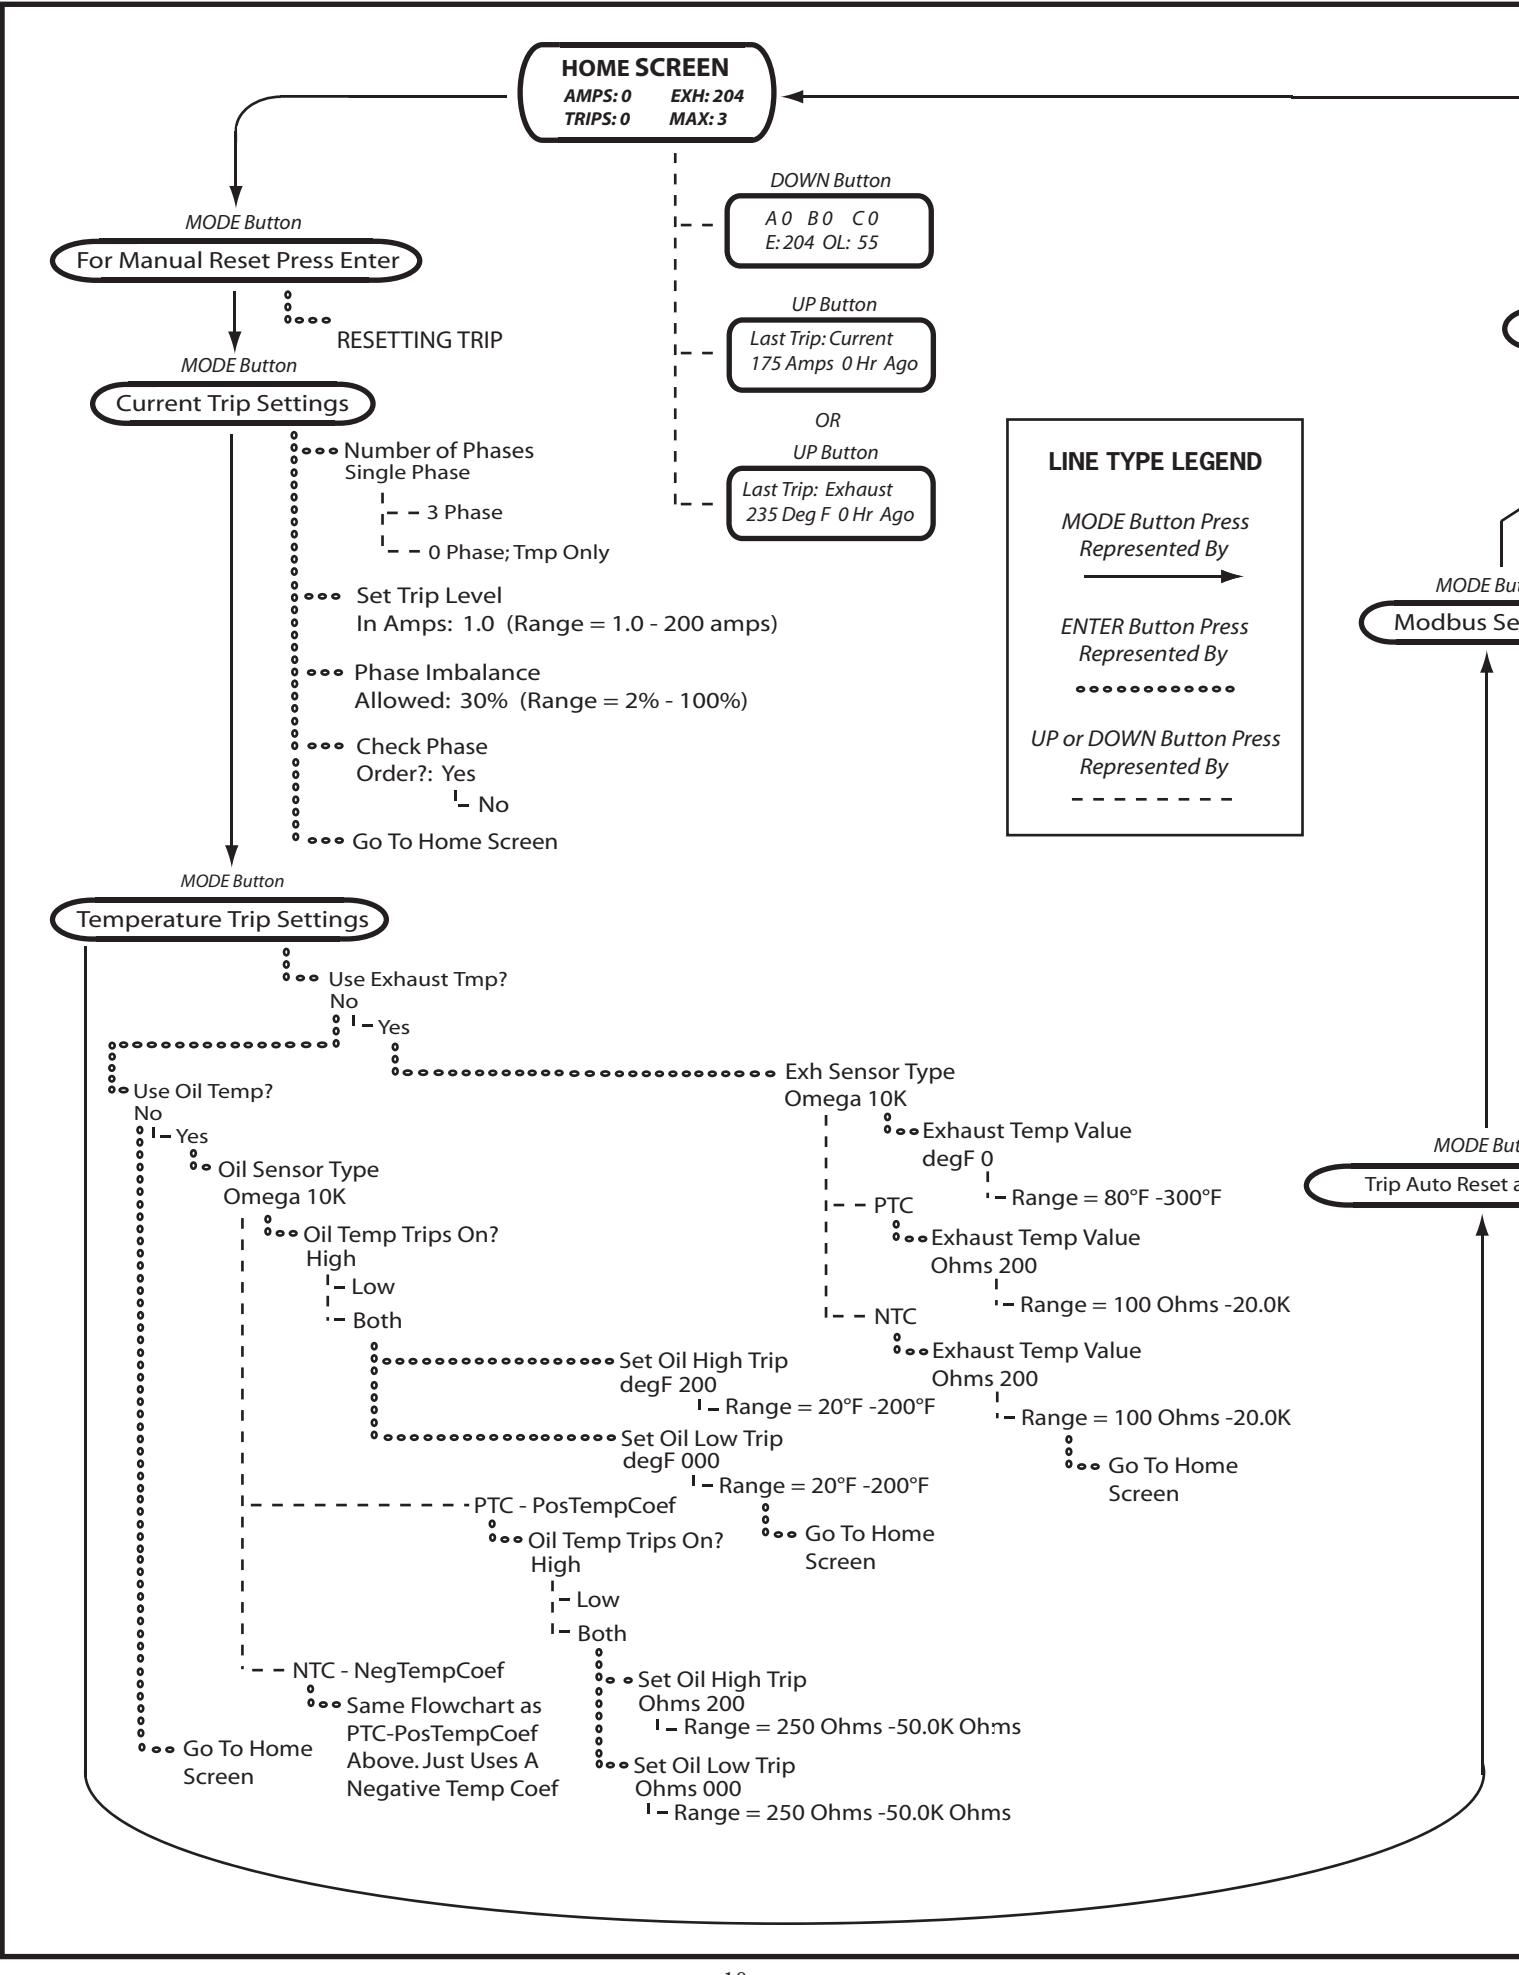 HOME SCREEN
AMPS: 0 EXH: 204
TRIPS: 0 MAX: 3
DOWN Button
A 0 B 0 C 0
E: 204 OL: 55
UP Button
Last Trip: Current
175 Amps 0 Hr Ago
OR
UP Button
Last Trip: Exhaust
235 Deg F 0 Hr Ago
MODE Button
For Manual Reset Press Enter
RESETTING TRIP
MODE Button
Current Trip Settings
Number of Phases
Single Phase
3 Phase
0 Phase; Tmp Only
Set Trip Level
In Amps: 1.0 (Range = 1.0 - 200 amps)
Phase Imbalance
Allowed: 30% (Range = 2% - 100%)
Check Phase
Order?: Yes
No
Go To Home Screen
LINE TYPE LEGEND
MODE Button Press
Represented By
ENTER Button Press
Represented By
UP or DOWN Button Press
Represented By
MODE Button
Temperature Trip Settings
Use Exhaust Tmp?
No
Yes
Use Oil Temp?
No
Yes
Oil Sensor Type
Omega 10K
Oil Temp Trips On?
High
Low
Both
Set Oil High Trip
degF 200
Range = 20°F -200°F
Set Oil Low Trip
degF 000
Range = 20°F -200°F
Go To Home
Screen
PTC - PosTempCoef
Oil Temp Trips On?
High
Low
Both
Set Oil High Trip
Ohms 200
Range = 250 Ohms -50.0K Ohms
Set Oil Low Trip
Ohms 000
Range = 250 Ohms -50.0K Ohms
NTC - NegTempCoef
Same Flowchart as
PTC-PosTempCoef
Above. Just Uses A
Negative Temp Coef
Go To Home
Screen
Exh Sensor Type
Omega 10K
Exhaust Temp Value
degF 0
Range = 80°F -300°F
PTC
Exhaust Temp Value
Ohms 200
Range = 100 Ohms -20.0K
NTC
Exhaust Temp Value
Ohms 200
Range = 100 Ohms -20.0K
Go To Home
Screen
MODE But
Modbus Se
MODE But
Trip Auto Reset a